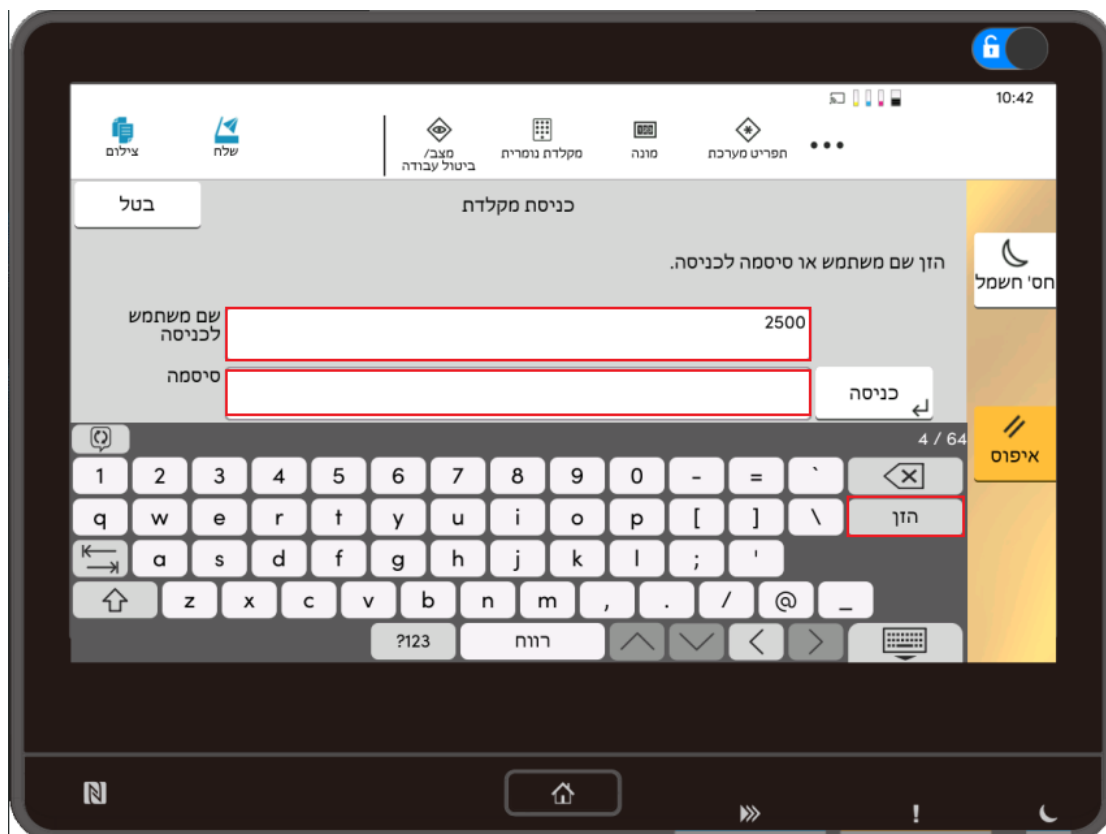 10:42
צילום
שלח
מצב/
ביטול עבודה
מקלדת נומרית
מונה
תפריט מערכת
בטל
כניסת מקלדת
הזן שם משתמש או סיסמה לכניסה.
חס' חשמל
שם משתמש
לכניסה
2500
סיסמה
כניסה
4 / 64
איפוס
1 2 3 4 5 6 7 8 9 0 - = `
q w e r t y u i o p [ ] \ הזן
a s d f g h j k l ; '
z x c v b n m , . / @ _
?123 רווח